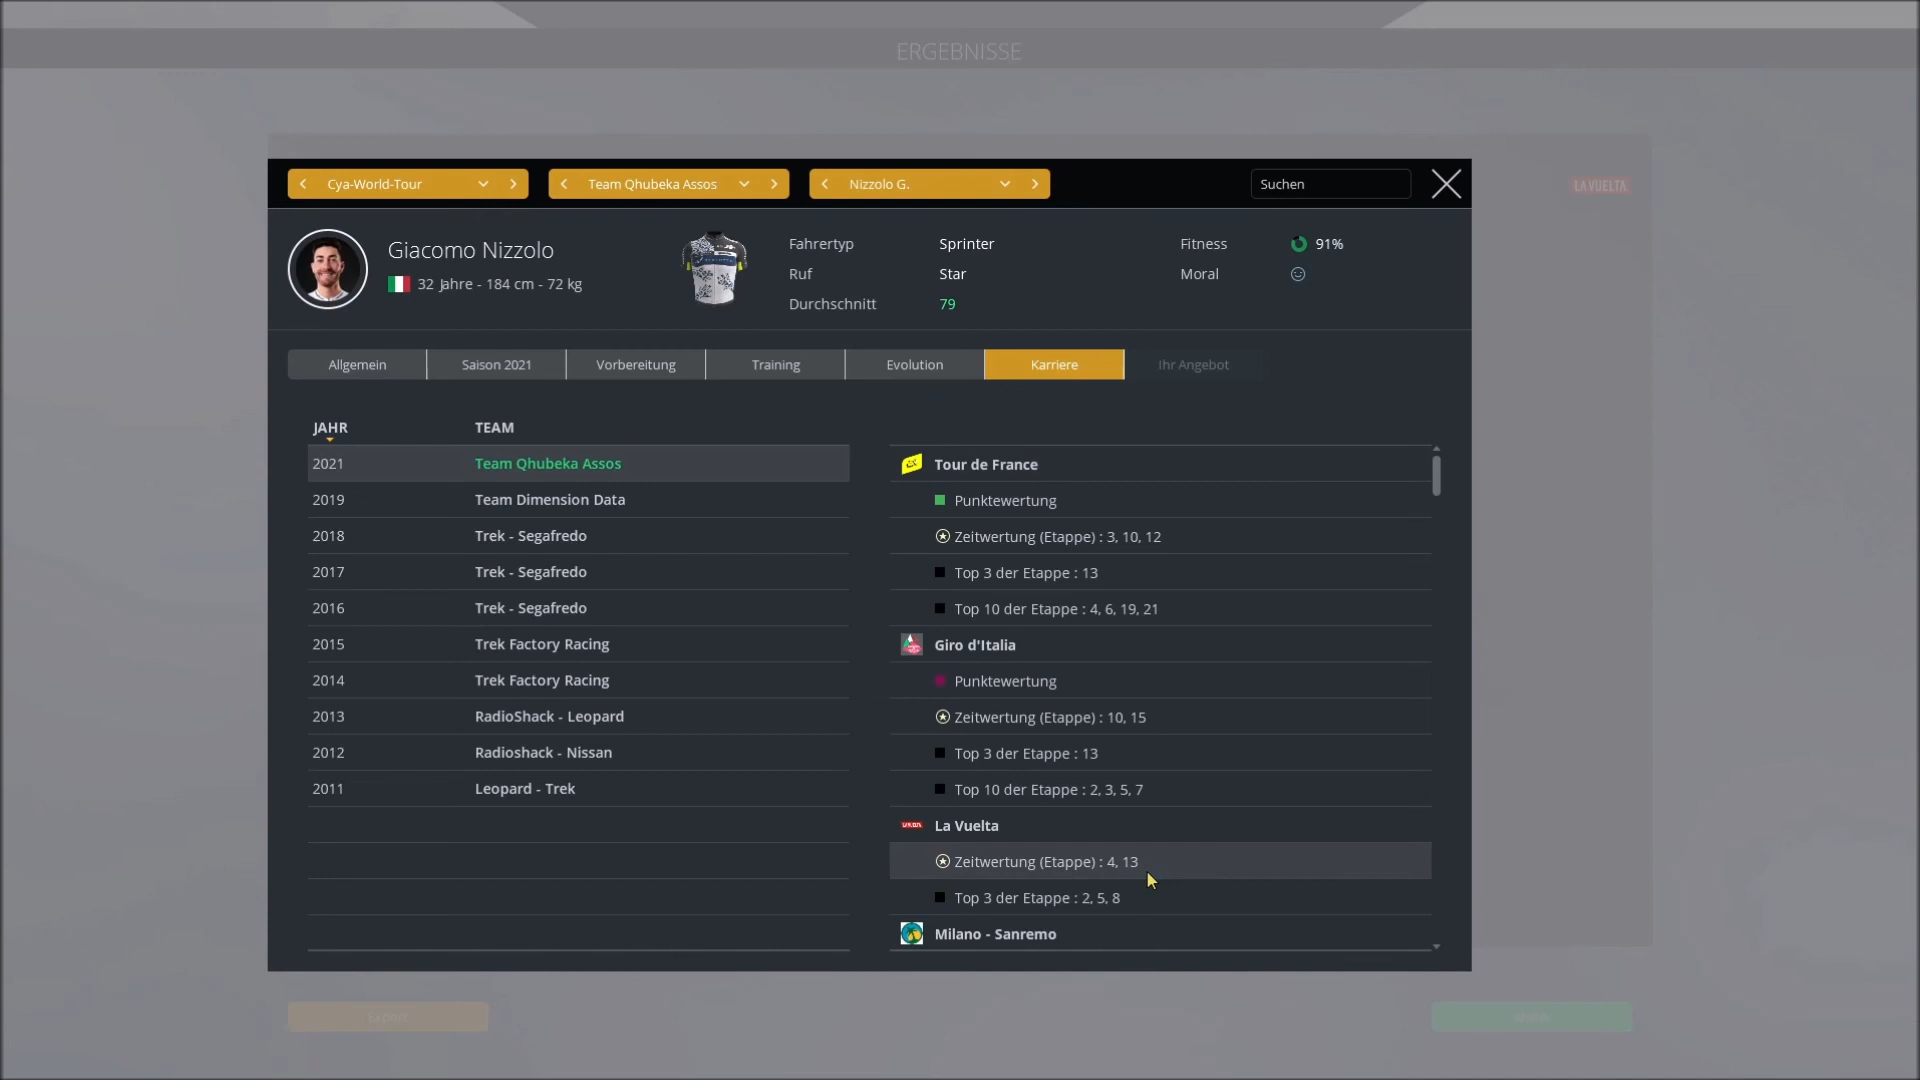 ERGEBNISSE
LA VUELTA
Cya-World-Tour
Team Qhubeka Assos
Nizzolo G.
Suchen
Giacomo Nizzolo
32 Jahre - 184 cm - 72 kg
Fahrertyp Sprinter
Ruf Star
Durchschnitt 79
Fitness 91%
Moral
Allgemein
Saison 2021
Vorbereitung
Training
Evolution
Karriere
Ihr Angebot
JAHR TEAM
2021 Team Qhubeka Assos
2019 Team Dimension Data
2018 Trek - Segafredo
2017 Trek - Segafredo
2016 Trek - Segafredo
2015 Trek Factory Racing
2014 Trek Factory Racing
2013 RadioShack - Leopard
2012 Radioshack - Nissan
2011 Leopard - Trek
Tour de France
Punktewertung
Zeitwertung (Etappe) : 3, 10, 12
Top 3 der Etappe : 13
Top 10 der Etappe : 4, 6, 19, 21
Giro d'Italia
Punktewertung
Zeitwertung (Etappe) : 10, 15
Top 3 der Etappe : 13
Top 10 der Etappe : 2, 3, 5, 7
La Vuelta
Zeitwertung (Etappe) : 4, 13
Top 3 der Etappe : 2, 5, 8
Milano - Sanremo
Export